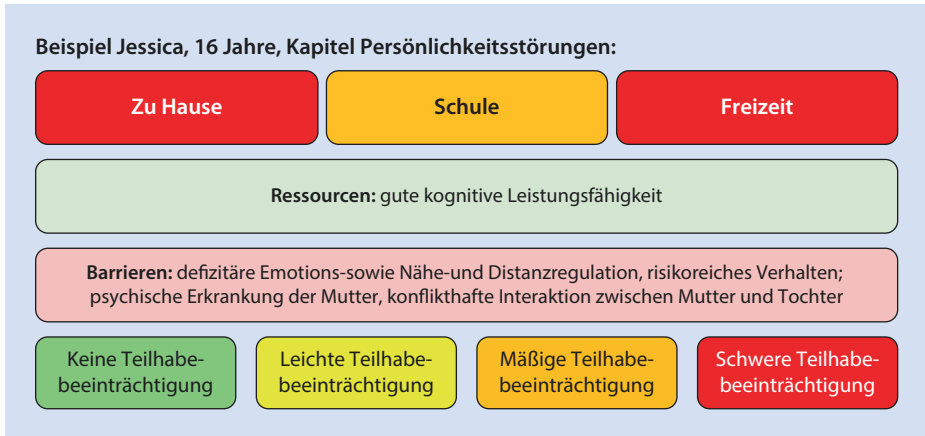 Beispiel Jessica, 16 Jahre, Kapitel Persönlichkeitsstörungen:
Zu Hause
Schule
Freizeit
Ressourcen: gute kognitive Leistungsfähigkeit
Barrieren: defizitäre Emotions-sowie Nähe-und Distanzregulation, risikoreiches Verhalten;
psychische Erkrankung der Mutter, konflikthafte Interaktion zwischen Mutter und Tochter
Keine Teilhabe-
beeinträchtigung
Leichte Teilhabe-
beeinträchtigung
Mäßige Teilhabe-
beeinträchtigung
Schwere Teilhabe-
beeinträchtigung